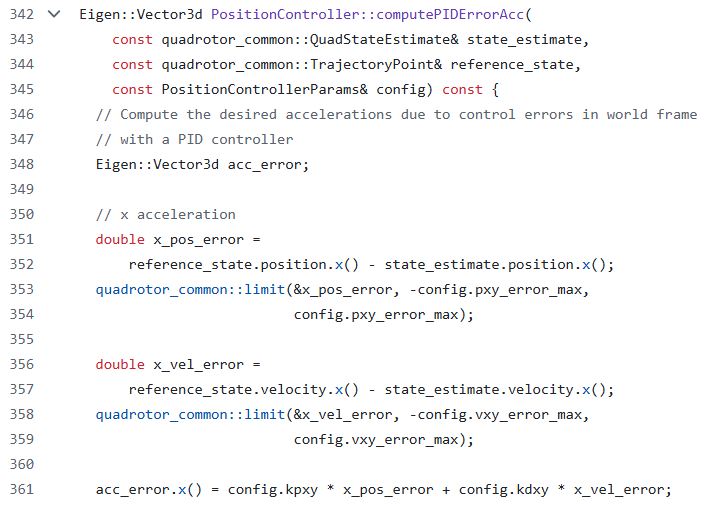 342 Eigen::Vector3d PositionController::computePIDErrorAcc(
343 const quadrotor_common::QuadStateEstimate& state_estimate,
344 const quadrotor_common::TrajectoryPoint& reference_state,
345 const PositionControllerParams& config) const {
346 // Compute the desired accelerations due to control errors in world frame
347 // with a PID controller
348 Eigen::Vector3d acc_error;
349
350 // x acceleration
351 double x_pos_error =
352 reference_state.position.x() - state_estimate.position.x();
353 quadrotor_common::limit(&x_pos_error, -config.pxy_error_max,
354 config.pxy_error_max);
355
356 double x_vel_error =
357 reference_state.velocity.x() - state_estimate.velocity.x();
358 quadrotor_common::limit(&x_vel_error, -config.vxy_error_max,
359 config.vxy_error_max);
360
361 acc_error.x() = config.kpxy * x_pos_error + config.kdxy * x_vel_error;